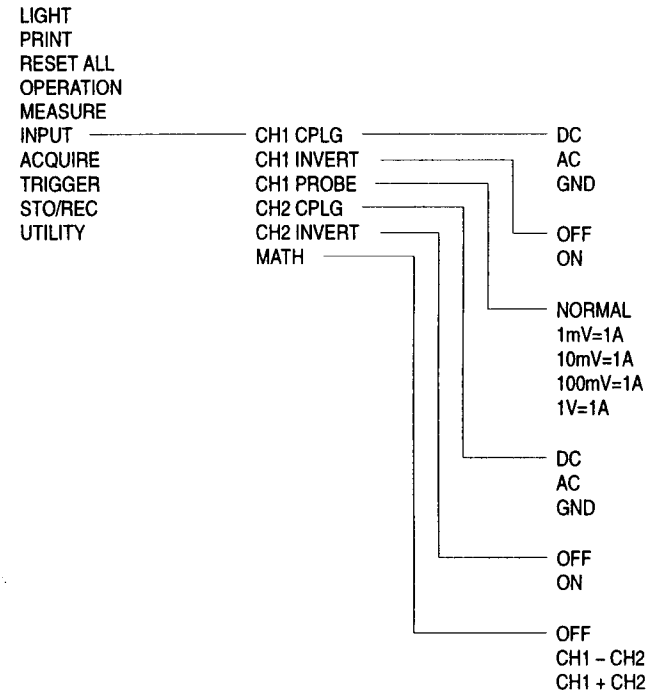 LIGHT
PRINT
RESET ALL
OPERATION
MEASURE
INPUT
ACQUIRE
TRIGGER
STO/REC
UTILITY
CH1 CPLG
CH1 INVERT
CH1 PROBE
CH2 CPLG
CH2 INVERT
MATH
DC
AC
GND
OFF
ON
NORMAL
1mV=1A
10mV=1A
100mV=1A
1V=1A
DC
AC
GND
OFF
ON
OFF
CH1 – CH2
CH1 + CH2